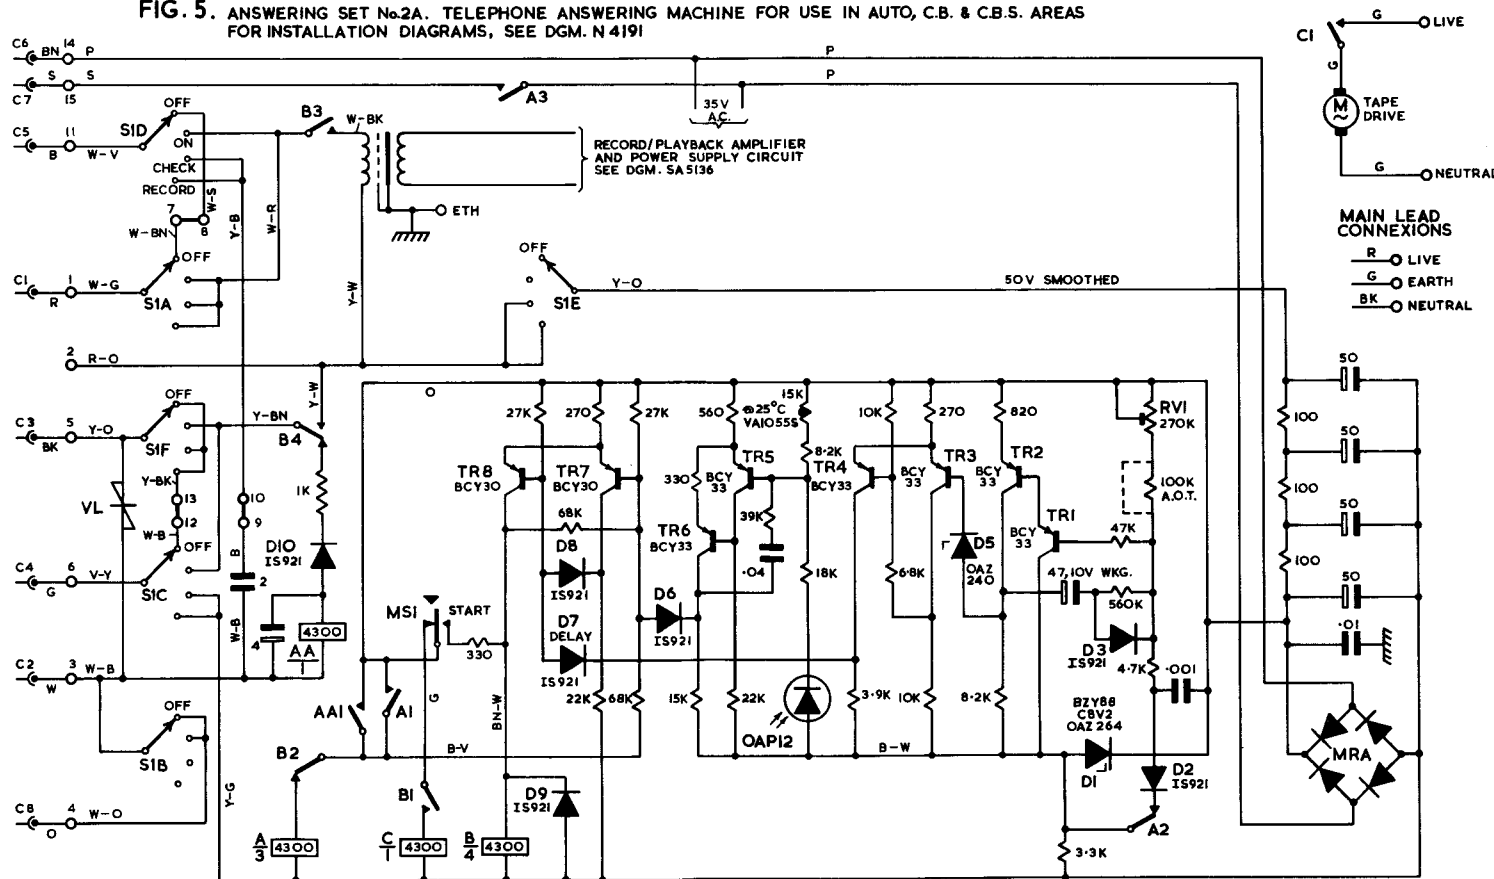 FIG. 5. ANSWERING SET No.2A. TELEPHONE ANSWERING MACHINE FOR USE IN AUTO, C.B. & C.B.S. AREAS
FOR INSTALLATION DIAGRAMS, SEE DGM. N 4191
C6 BN 14 P P
C7 S 15 S P
A3
35V
A.C.
C1 G LIVE
G
M
~
TAPE
DRIVE
G NEUTRAL
C5 B 11 W-V S1D
OFF
ON
CHECK
RECORD
B3
W-BK
RECORD/PLAYBACK AMPLIFIER
AND POWER SUPPLY CIRCUIT
SEE DGM. SA5136
ETH
7 8
W-S
W-BN
Y-B
W-R
Y-W
MAIN LEAD
CONNEXIONS
R LIVE
G EARTH
BK NEUTRAL
C1 R 1 W-G S1A
OFF
OFF
S1E
Y-O
50V SMOOTHED
2 R-O
C3 BK 5 Y-O S1F
OFF
Y-BN
B4
Y-W
Y-BK
13
12
W-B
10
9
VL
1K
D10
IS921
C4 G 6 V-Y S1C
OFF
B
2
W-B
4
4300
AA
1
C2 W 3 W-B
S1B
OFF
C8 O 4 W-O
Y-G
27K
270
27K
560
@25°C
VA1055S
15K
10K
270
820
RV1
270K
8·2K
TR8
BCY30
TR7
BCY30
TR5
BCY
33
TR4
BCY33
TR3
BCY
33
TR2
BCY
33
330
100K
A.O.T.
68K
TR6
BCY33
39K
TR1
BCY
33
47K
D8
IS921
·04
18K
6·8K
D5
OAZ
240
47,10V WKG.
560K
MS1
START
330
D7
DELAY
IS921
D6
IS921
D3
IS921
4.7K
·001
G
BN-W
22K
68K
15K
22K
OAP12
3·9K
10K
8·2K
BZY88
C8V2
OAZ 264
AA1
A1
B-V
B-W
B2
B1
D9
IS921
D1
D2
IS921
A2
3·3K
A
3
4300
C
1
4300
B
4
4300
50
100
50
100
50
100
50
·01
MRA